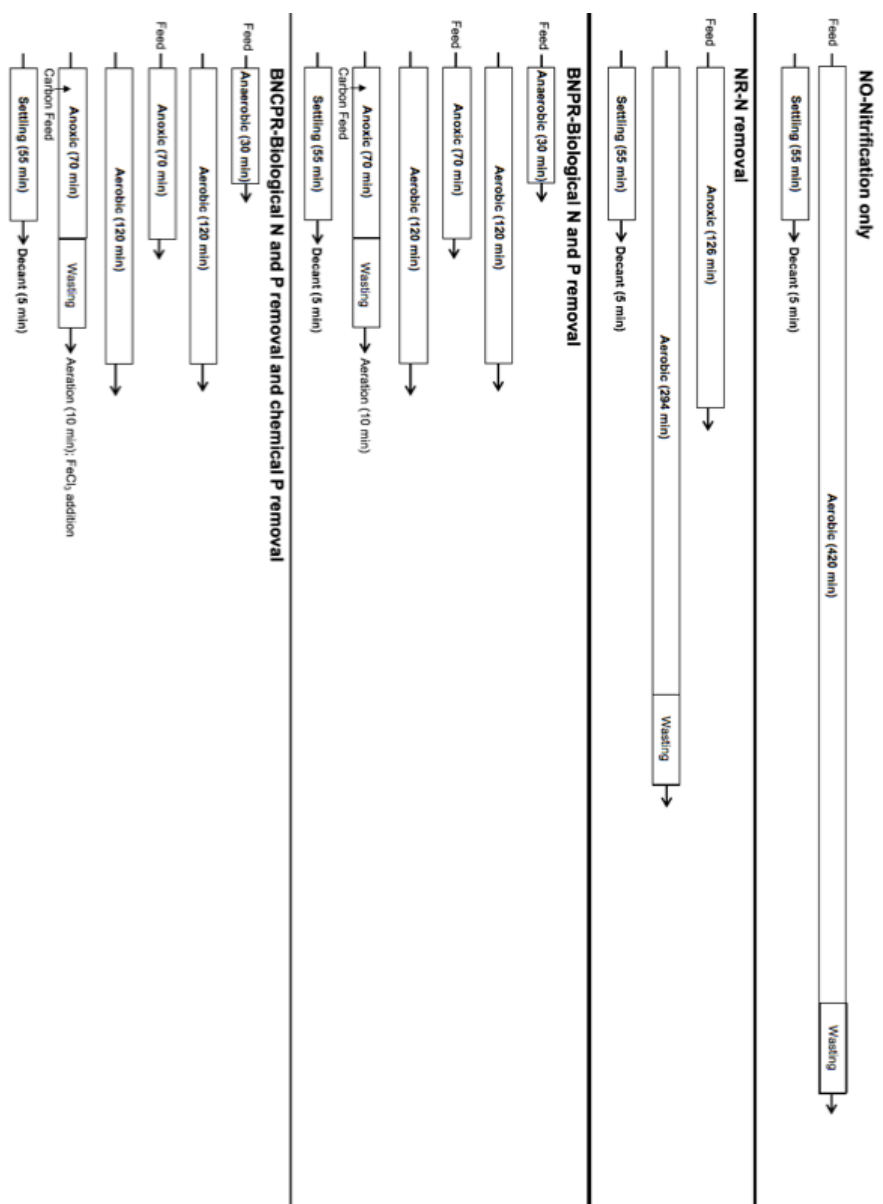 NO-Nitrification only
Feed
Aerobic (420 min)
Wasting
Settling (55 min)
Decant (5 min)
NR-N removal
Feed
Anoxic (126 min)
Aerobic (294 min)
Wasting
Settling (55 min)
Decant (5 min)
BNPR-Biological N and P removal
Feed
Anaerobic (30 min)
Aerobic (120 min)
Feed
Anoxic (70 min)
Aerobic (120 min)
Anoxic (70 min)
Wasting
Aeration (10 min)
Carbon Feed
Settling (55 min)
Decant (5 min)
BNCPR-Biological N and P removal and chemical P removal
Feed
Anaerobic (30 min)
Aerobic (120 min)
Feed
Anoxic (70 min)
Aerobic (120 min)
Anoxic (70 min)
Wasting
Aeration (10 min); FeCl₃ addition
Carbon Feed
Settling (55 min)
Decant (5 min)